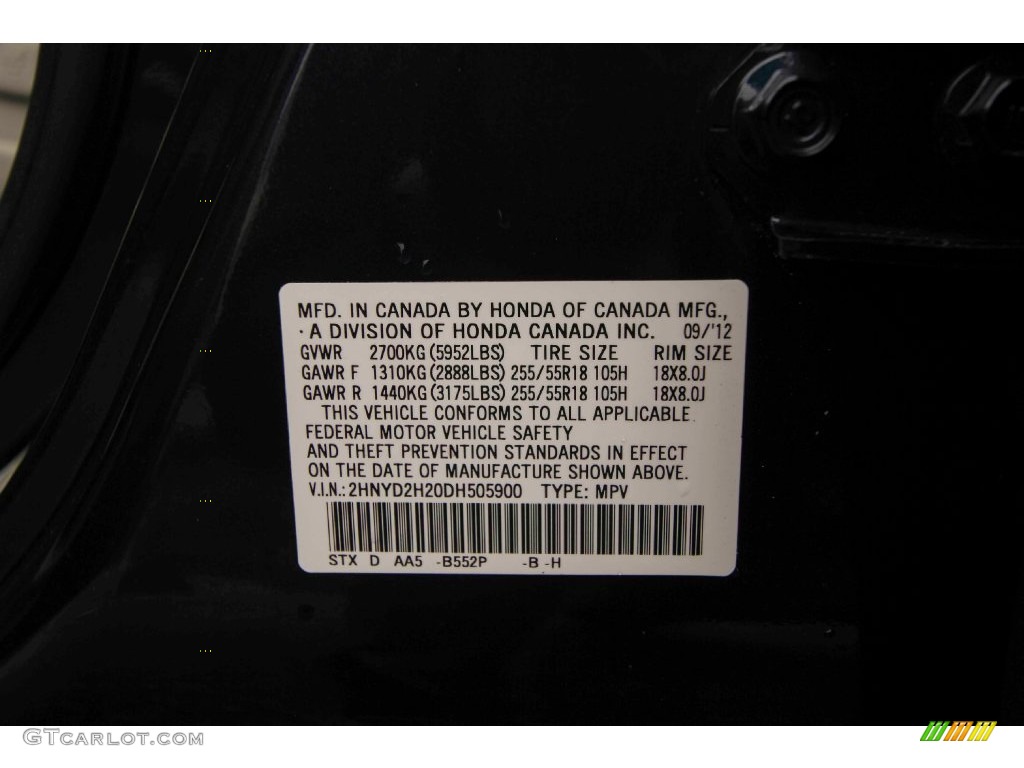 MFD. IN CANADA BY HONDA OF CANADA MFG.,
· A DIVISION OF HONDA CANADA INC. 09/'12
GVWR 2700KG (5952LBS) TIRE SIZE RIM SIZE
GAWR F 1310KG (2888LBS) 255/55R18 105H 18X8.0J
GAWR R 1440KG (3175LBS) 255/55R18 105H 18X8.0J
THIS VEHICLE CONFORMS TO ALL APPLICABLE
FEDERAL MOTOR VEHICLE SAFETY
AND THEFT PREVENTION STANDARDS IN EFFECT
ON THE DATE OF MANUFACTURE SHOWN ABOVE.
V.I.N.: 2HNYD2H20DH505900 TYPE: MPV
STX D AA5 -B552P -B -H
GTCARLOT.COM